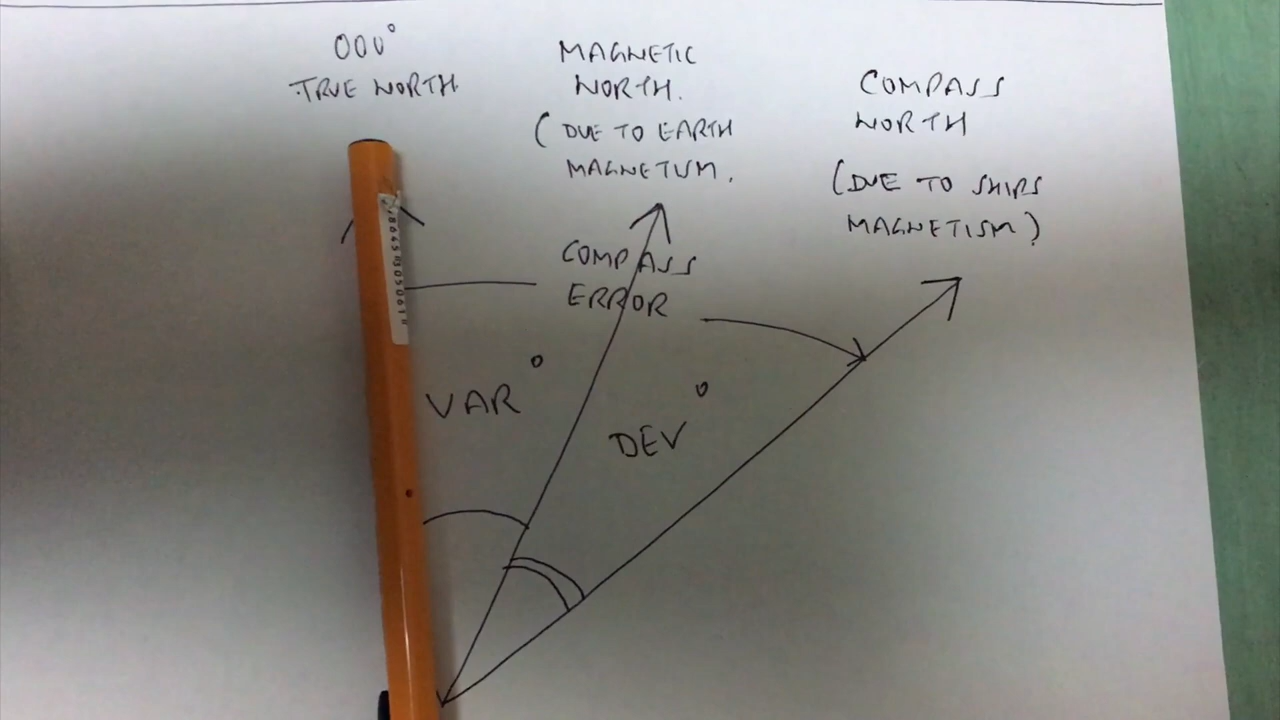 000°
TRUE NORTH
MAGNETIC
NORTH.
(DUE TO EARTH
MAGNETISM.
COMPASS
NORTH
(DUE TO SHIPS
MAGNETISM)
COMPASS
ERROR
VAR°
DEV°